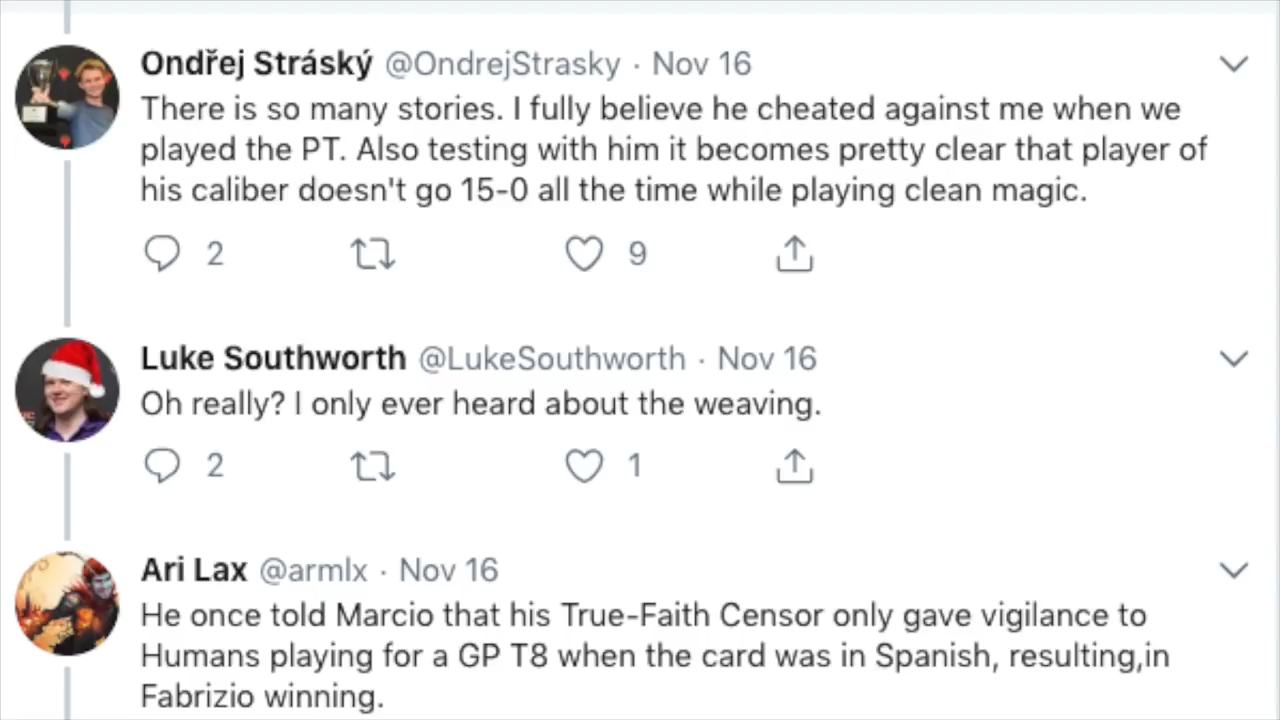 Ondřej Stráský @OndrejStrasky · Nov 16
There is so many stories. I fully believe he cheated against me when we
played the PT. Also testing with him it becomes pretty clear that player of
his caliber doesn't go 15-0 all the time while playing clean magic.
2 9
Luke Southworth @LukeSouthworth · Nov 16
Oh really? I only ever heard about the weaving.
2 1
Ari Lax @armlx · Nov 16
He once told Marcio that his True-Faith Censor only gave vigilance to
Humans playing for a GP T8 when the card was in Spanish, resulting,in
Fabrizio winning.